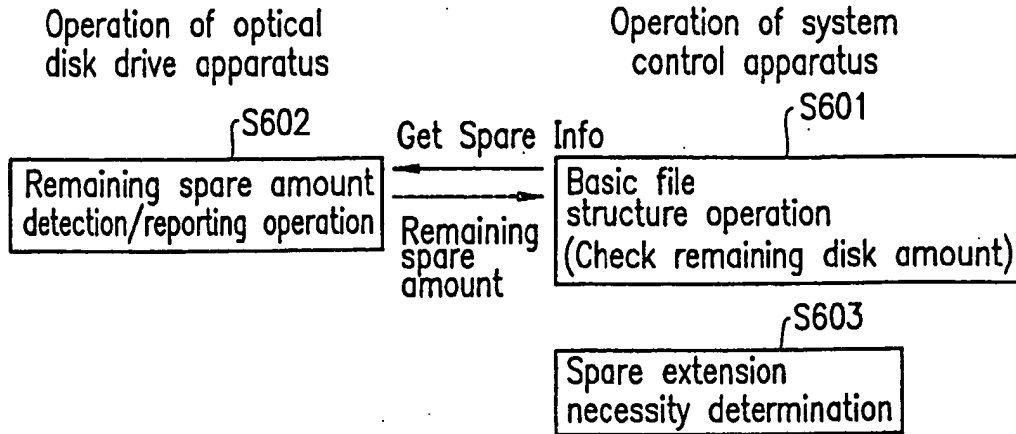 Operation of optical
disk drive apparatus
Operation of system
control apparatus
S602
S601
Get Spare Info
Remaining spare amount
detection/reporting operation
Remaining
spare
amount
Basic file
structure operation
(Check remaining disk amount)
S603
Spare extension
necessity determination